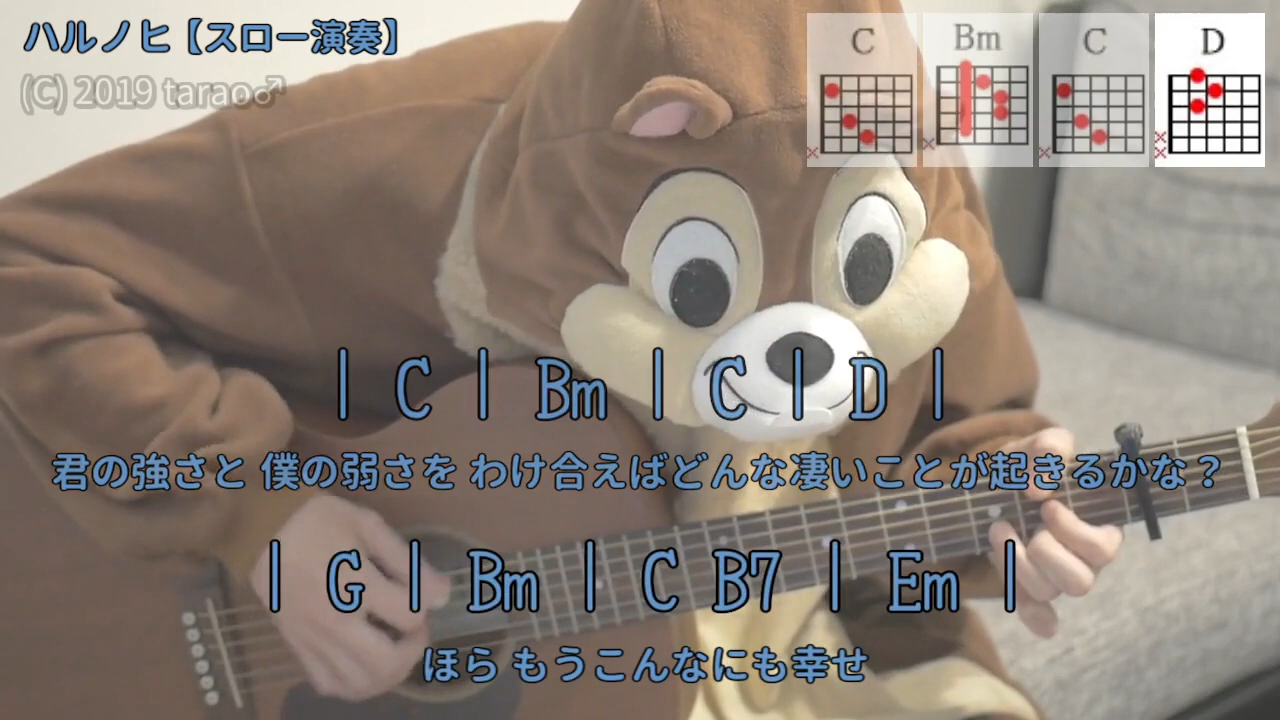 ハルノヒ【スロー演奏】
(C) 2019 tarao♂
C Bm C D
| C | Bm | C | D |
君の強さと 僕の弱さを わけ合えばどんな凄いことが起きるかな？
| G | Bm | C B7 | Em |
ほら もうこんなにも幸せ